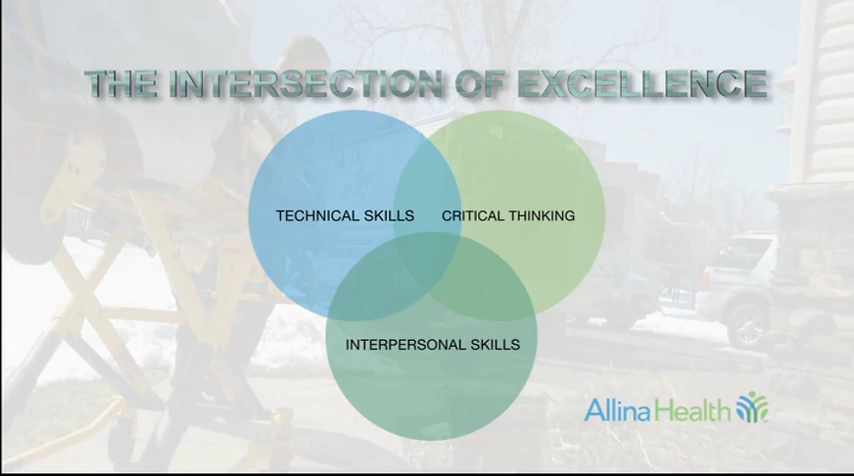 THE INTERSECTION OF EXCELLENCE
TECHNICAL SKILLS
CRITICAL THINKING
INTERPERSONAL SKILLS
Allina Health